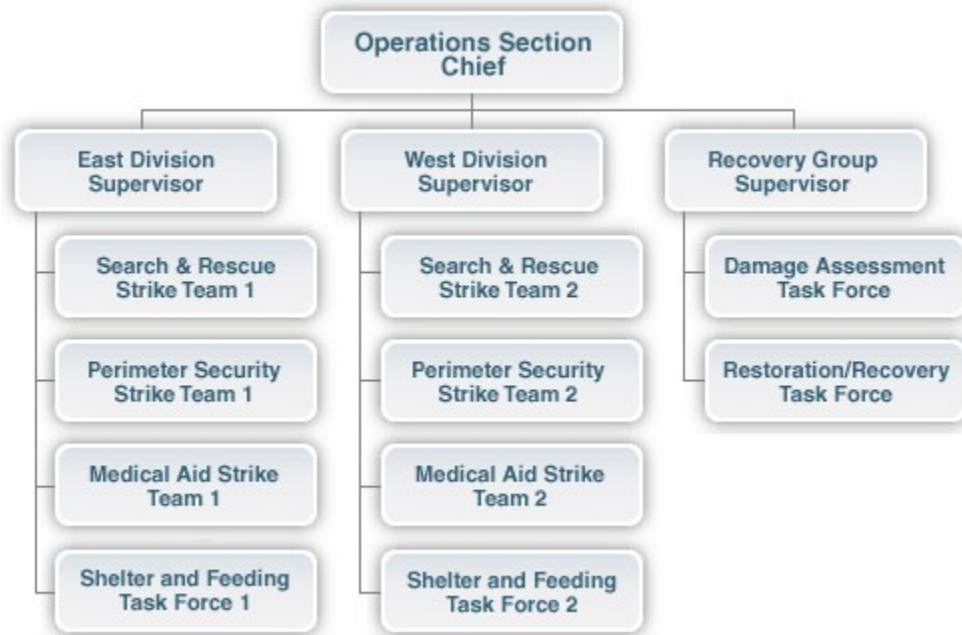 Operations Section
Chief
East Division
Supervisor
West Division
Supervisor
Recovery Group
Supervisor
Search & Rescue
Strike Team 1
Perimeter Security
Strike Team 1
Medical Aid Strike
Team 1
Shelter and Feeding
Task Force 1
Search & Rescue
Strike Team 2
Perimeter Security
Strike Team 2
Medical Aid Strike
Team 2
Shelter and Feeding
Task Force 2
Damage Assessment
Task Force
Restoration/Recovery
Task Force